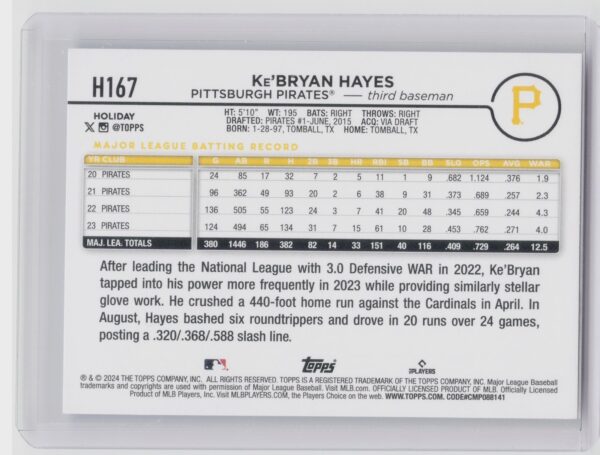 H167
KE'BRYAN HAYES
PITTSBURGH PIRATES® — third baseman
P
HOLIDAY
X @TOPPS
HT: 5'10" WT: 195 BATS: RIGHT THROWS: RIGHT
DRAFTED: PIRATES #1-JUNE, 2015 ACQ: VIA DRAFT
BORN: 1-28-97, TOMBALL, TX HOME: TOMBALL, TX
MAJOR LEAGUE BATTING RECORD
YR CLUB G AB R H 2B 3B HR RBI SB BB SLG OPS AVG WAR
20 PIRATES 24 85 17 32 7 2 5 11 1 9 .682 1.124 .376 1.9
21 PIRATES 96 362 49 93 20 2 6 38 9 31 .373 .689 .257 2.3
22 PIRATES 136 505 55 123 24 3 7 41 20 48 .345 .659 .244 4.3
23 PIRATES 124 494 65 134 31 7 15 61 10 28 .453 .762 .271 4.0
MAJ. LEA. TOTALS 380 1446 186 382 82 14 33 151 40 116 .409 .729 .264 12.5
After leading the National League with 3.0 Defensive WAR in 2022, Ke'Bryan
tapped into his power more frequently in 2023 while providing similarly stellar
glove work. He crushed a 440-foot home run against the Cardinals in April. In
August, Hayes bashed six roundtrippers and drove in 20 runs over 24 games,
posting a .320/.368/.588 slash line.
Topps
PLAYERS
® & © 2024 THE TOPPS COMPANY, INC. ALL RIGHTS RESERVED. TOPPS IS A REGISTERED TRADEMARK OF THE TOPPS COMPANY, INC. Major League Baseball
trademarks and copyrights are used with permission of Major League Baseball. Visit MLB.com. OFFICIALLY LICENSED PRODUCT OF MLB. Officially Licensed
Product of MLB Players, Inc. Visit MLBPLAYERS.com, the Players Choice on the web. WWW.TOPPS.COM. CODE#CMP088141